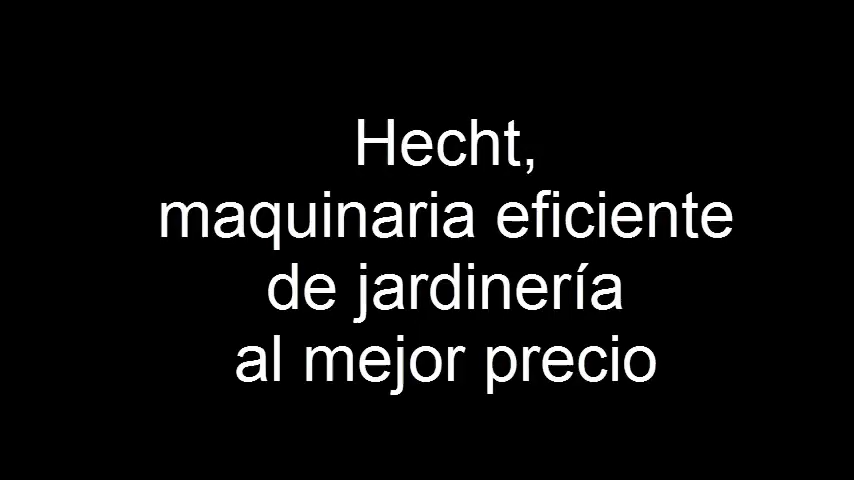 Hecht,
maquinaria eficiente
de jardinería
al mejor precio